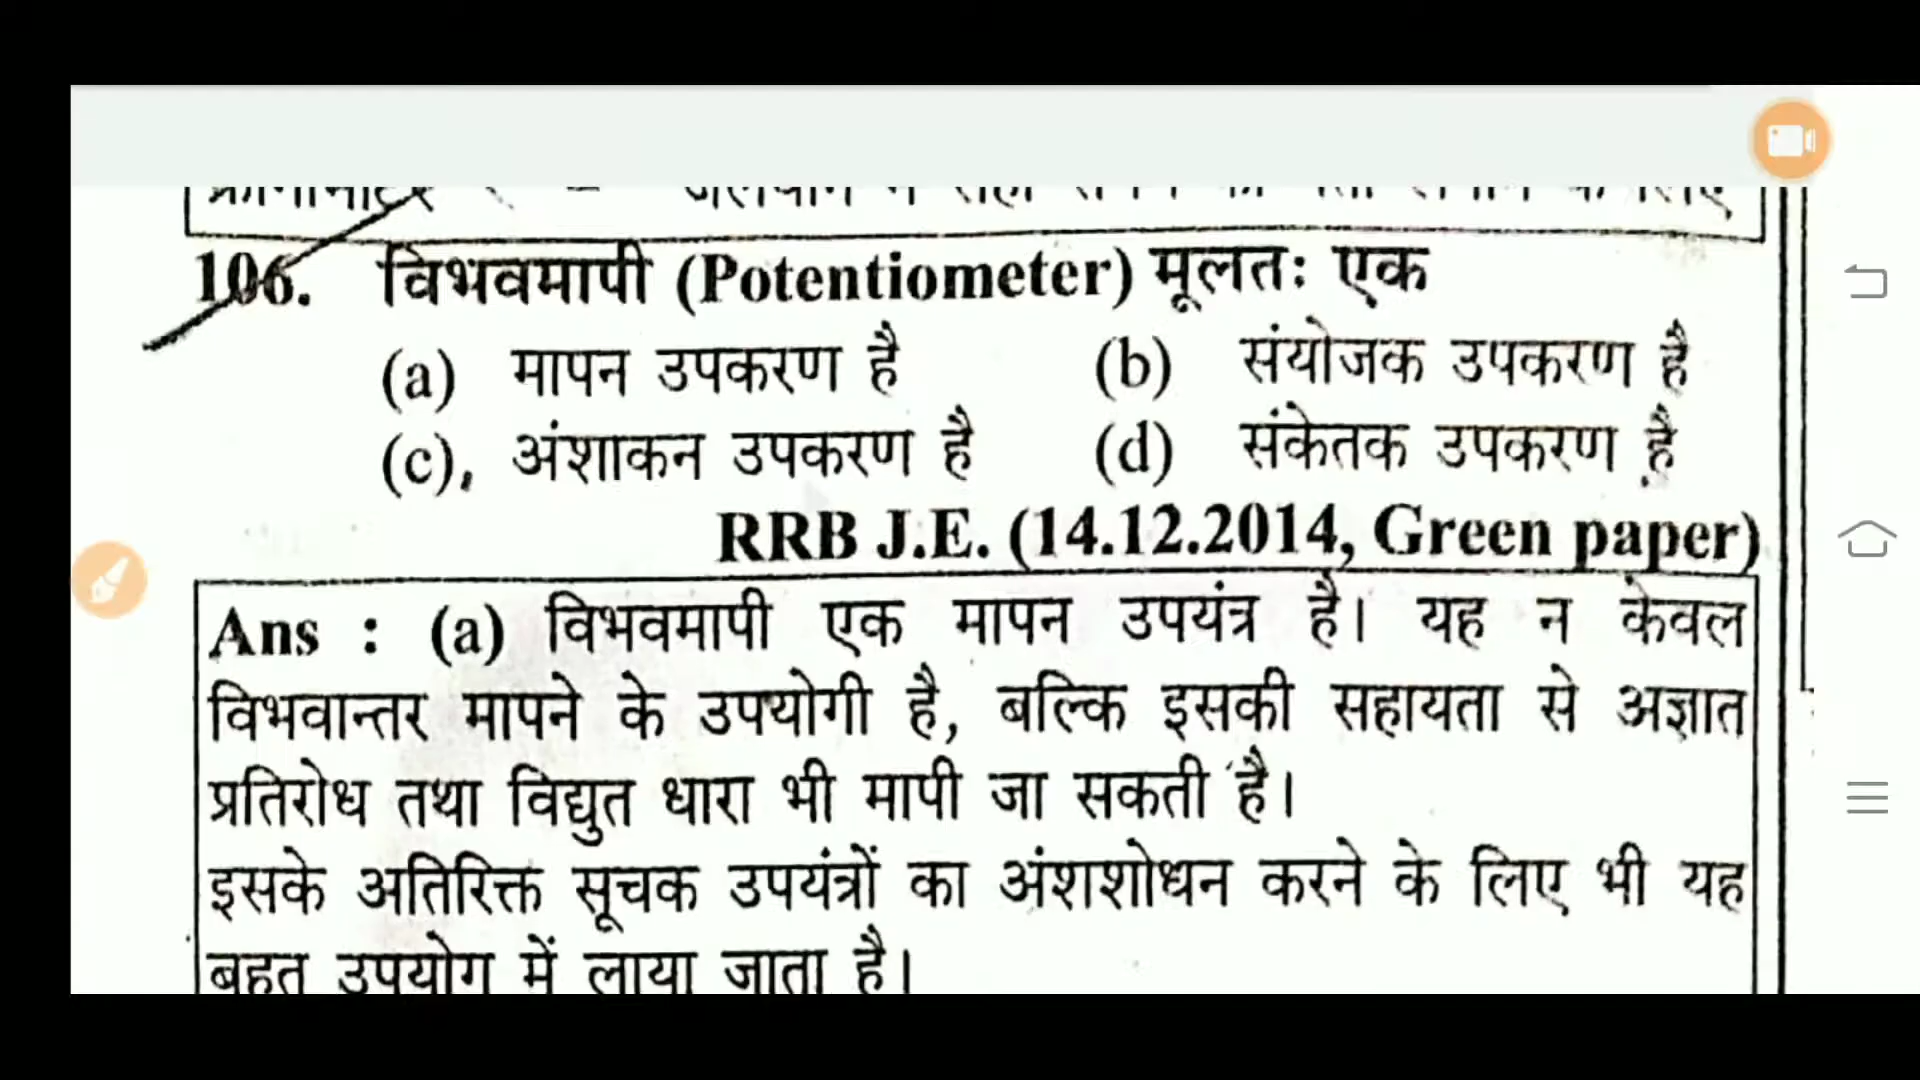 106. विभवमापी (Potentiometer) मूलतः एक
(a) मापन उपकरण है (b) संयोजक उपकरण है
(c), अंशाकन उपकरण है (d) संकेतक उपकरण है
RRB J.E. (14.12.2014, Green paper)
Ans : (a) विभवमापी एक मापन उपयंत्र है। यह न केवल
विभवान्तर मापने के उपयोगी है, बल्कि इसकी सहायता से अज्ञात
प्रतिरोध तथा विद्युत धारा भी मापी जा सकती है।
इसके अतिरिक्त सूचक उपयंत्रों का अंशशोधन करने के लिए भी यह
बहुत उपयोग में लाया जाता है।